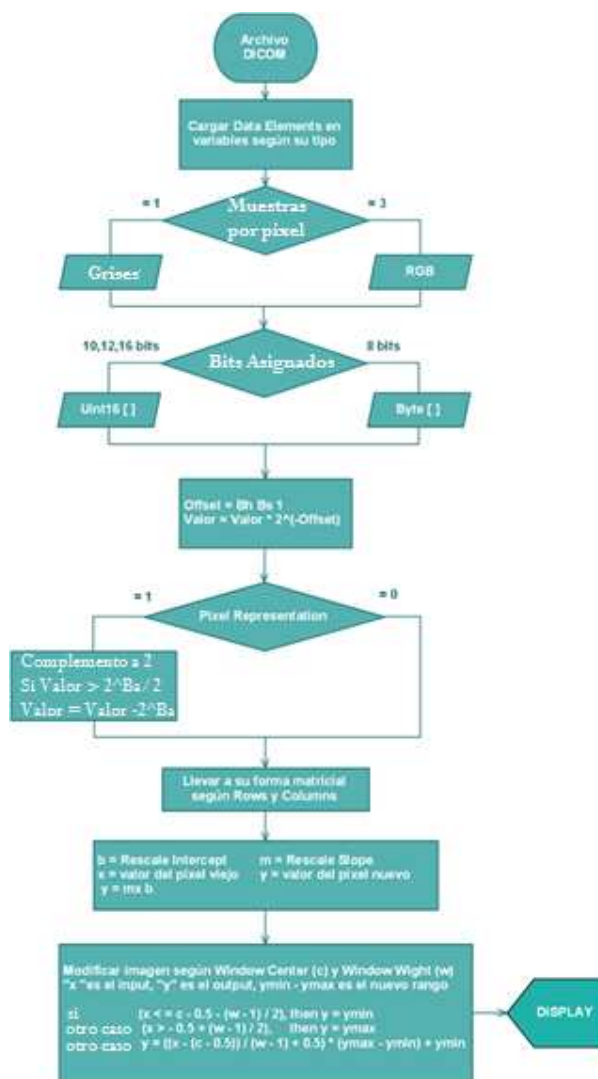 Archivo
DICOM
Cargar Data Elements en
variables según su tipo
= 1
= 3
Muestras
por pixel
Grises
RGB
10,12,16 bits
8 bits
Bits Asignados
Uint16 [ ]
Byte [ ]
Offset = Bh Bs 1
Valor = Valor * 2^(-Offset)
= 1
= 0
Pixel Representation
Complemento a 2
Si Valor > 2^Ba / 2
Valor = Valor -2^Ba
Llevar a su forma matricial
según Rows y Columns
b = Rescale Intercept m = Rescale Slope
x = valor del pixel viejo y = valor del pixel nuevo
y = mx b
Modificar imagen según Window Center (c) y Window Wight (w)
"x "es el input, "y" es el output, ymin - ymax es el nuevo rango
si (x < = c - 0.5 - (w - 1) / 2), then y = ymin
otro caso (x > - 0.5 + (w - 1) / 2), then y = ymax
otro caso y = ((x - (c - 0.5)) / (w - 1) + 0.5) * (ymax - ymin) + ymin
DISPLAY